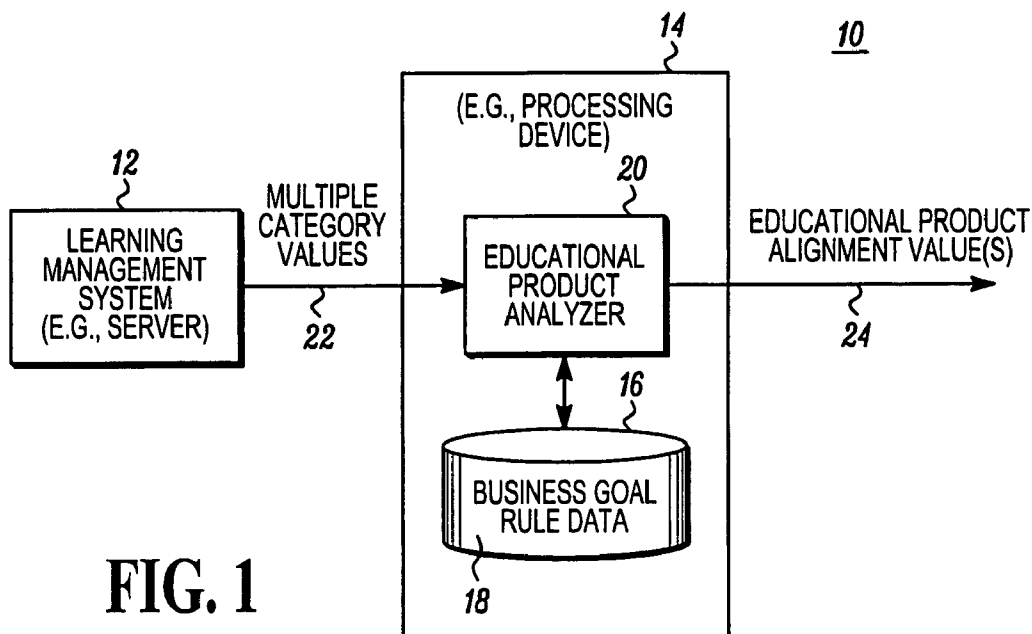 10
14
(E.G., PROCESSING
DEVICE)
12
LEARNING
MANAGEMENT
SYSTEM
(E.G., SERVER)
MULTIPLE
CATEGORY
VALUES
22
20
EDUCATIONAL
PRODUCT
ANALYZER
EDUCATIONAL PRODUCT
ALIGNMENT VALUE(S)
24
16
BUSINESS GOAL
RULE DATA
18
FIG. 1